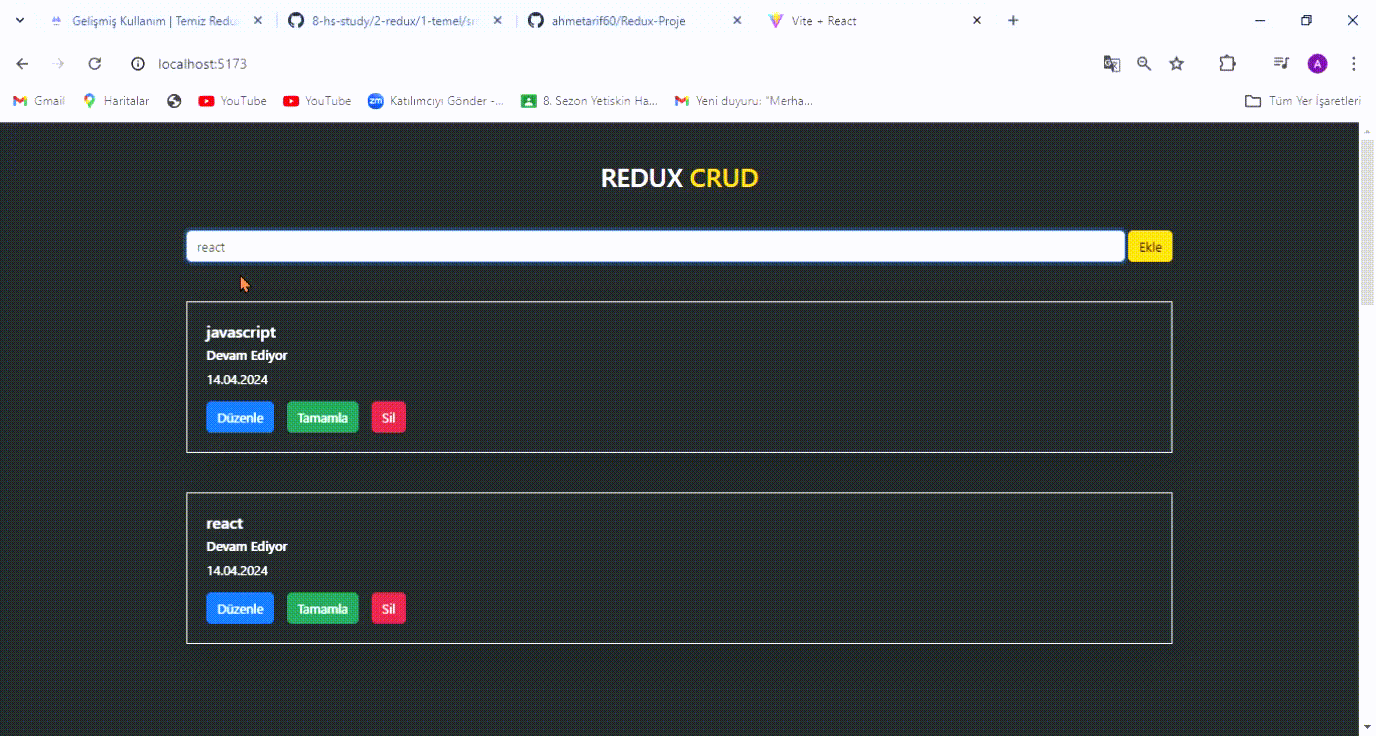 Gelişmiş Kullanım | Temiz Redu
8-hs-study/2-redux/1-temel/sr
ahmetarif60/Redux-Proje
Vite + React
localhost:5173
A
Gmail
Haritalar
YouTube
YouTube
zm
Katılımcıyı Gönder -...
8. Sezon Yetiskin Ha...
Yeni duyuru: "Merha...
Tüm Yer İşaretleri
REDUX CRUD
react
Ekle
javascript
Devam Ediyor
14.04.2024
Düzenle Tamamla Sil
react
Devam Ediyor
14.04.2024
Düzenle Tamamla Sil